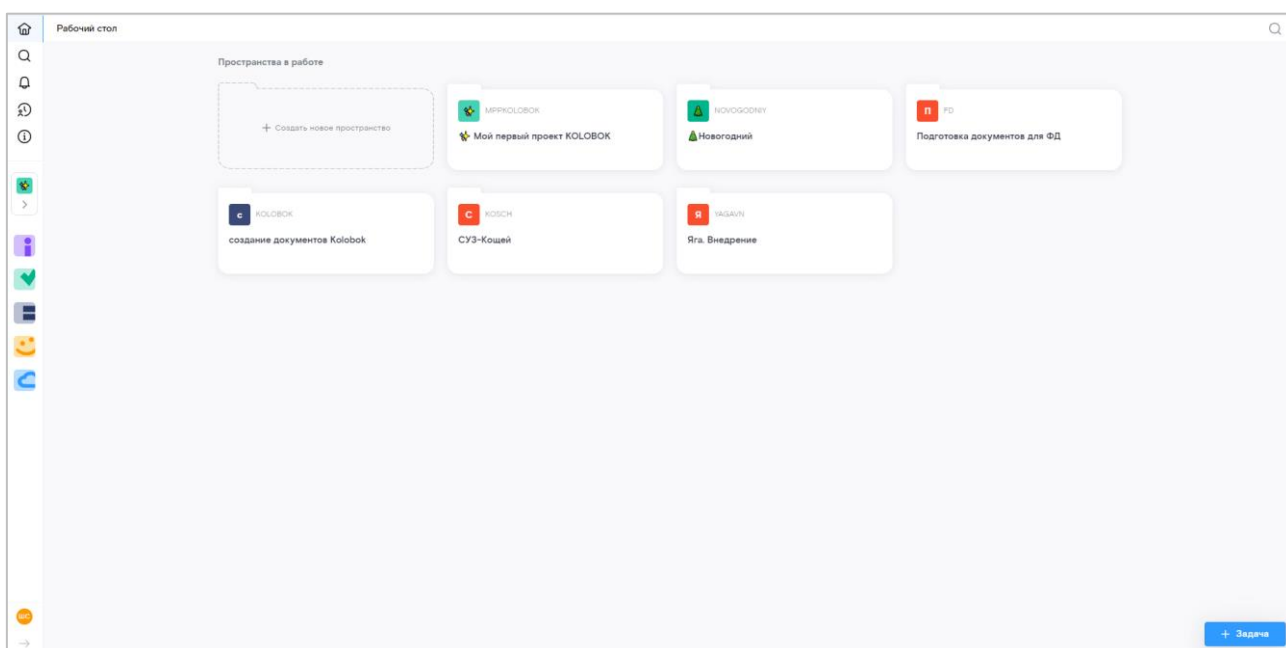 Рабочий стол
Пространства в работе
+ Создать новое пространство
MPPKOLOBOK
Мой первый проект KOLOBOK
NOVOGODNIY
Новогодний
П PD
Подготовка документов для ФД
с KOLOBOK
создание документов Kolobok
С KOSCH
СУЗ-Кощей
Я YAGAVN
Яга. Внедрение
+ Задача